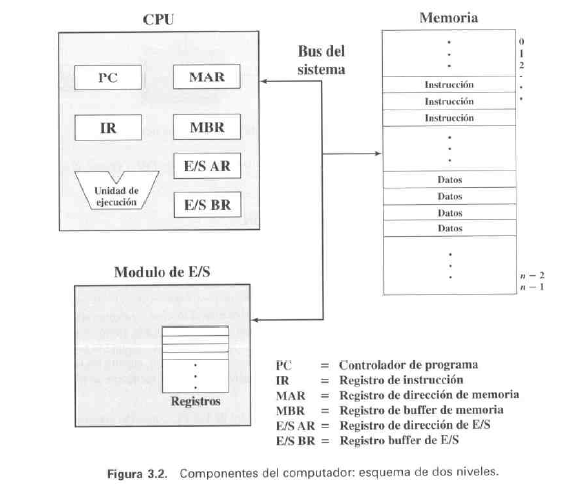 CPU
PC
MAR
IR
MBR
E/S AR
Unidad de
ejecución
E/S BR
Bus del
sistema
Memoria
0
1
2
Instrucción
Instrucción
Instrucción
Datos
Datos
Datos
Datos
n − 2
n − 1
Modulo de E/S
Registros
PC = Controlador de programa
IR = Registro de instrucción
MAR = Registro de dirección de memoria
MBR = Registro de buffer de memoria
E/S AR = Registro de dirección de E/S
E/S BR = Registro buffer de E/S
Figura 3.2. Componentes del computador: esquema de dos niveles.